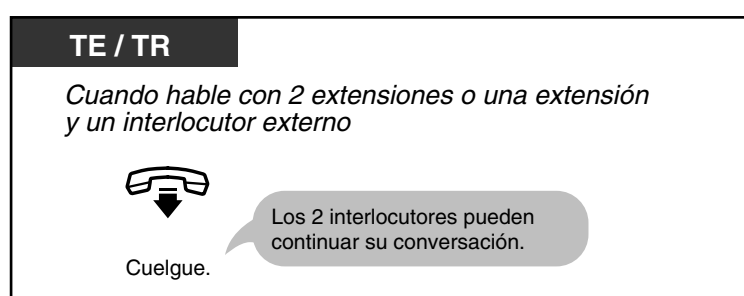 TE / TR
Cuando hable con 2 extensiones o una extensión
y un interlocutor externo
Los 2 interlocutores pueden
continuar su conversación.
Cuelgue.